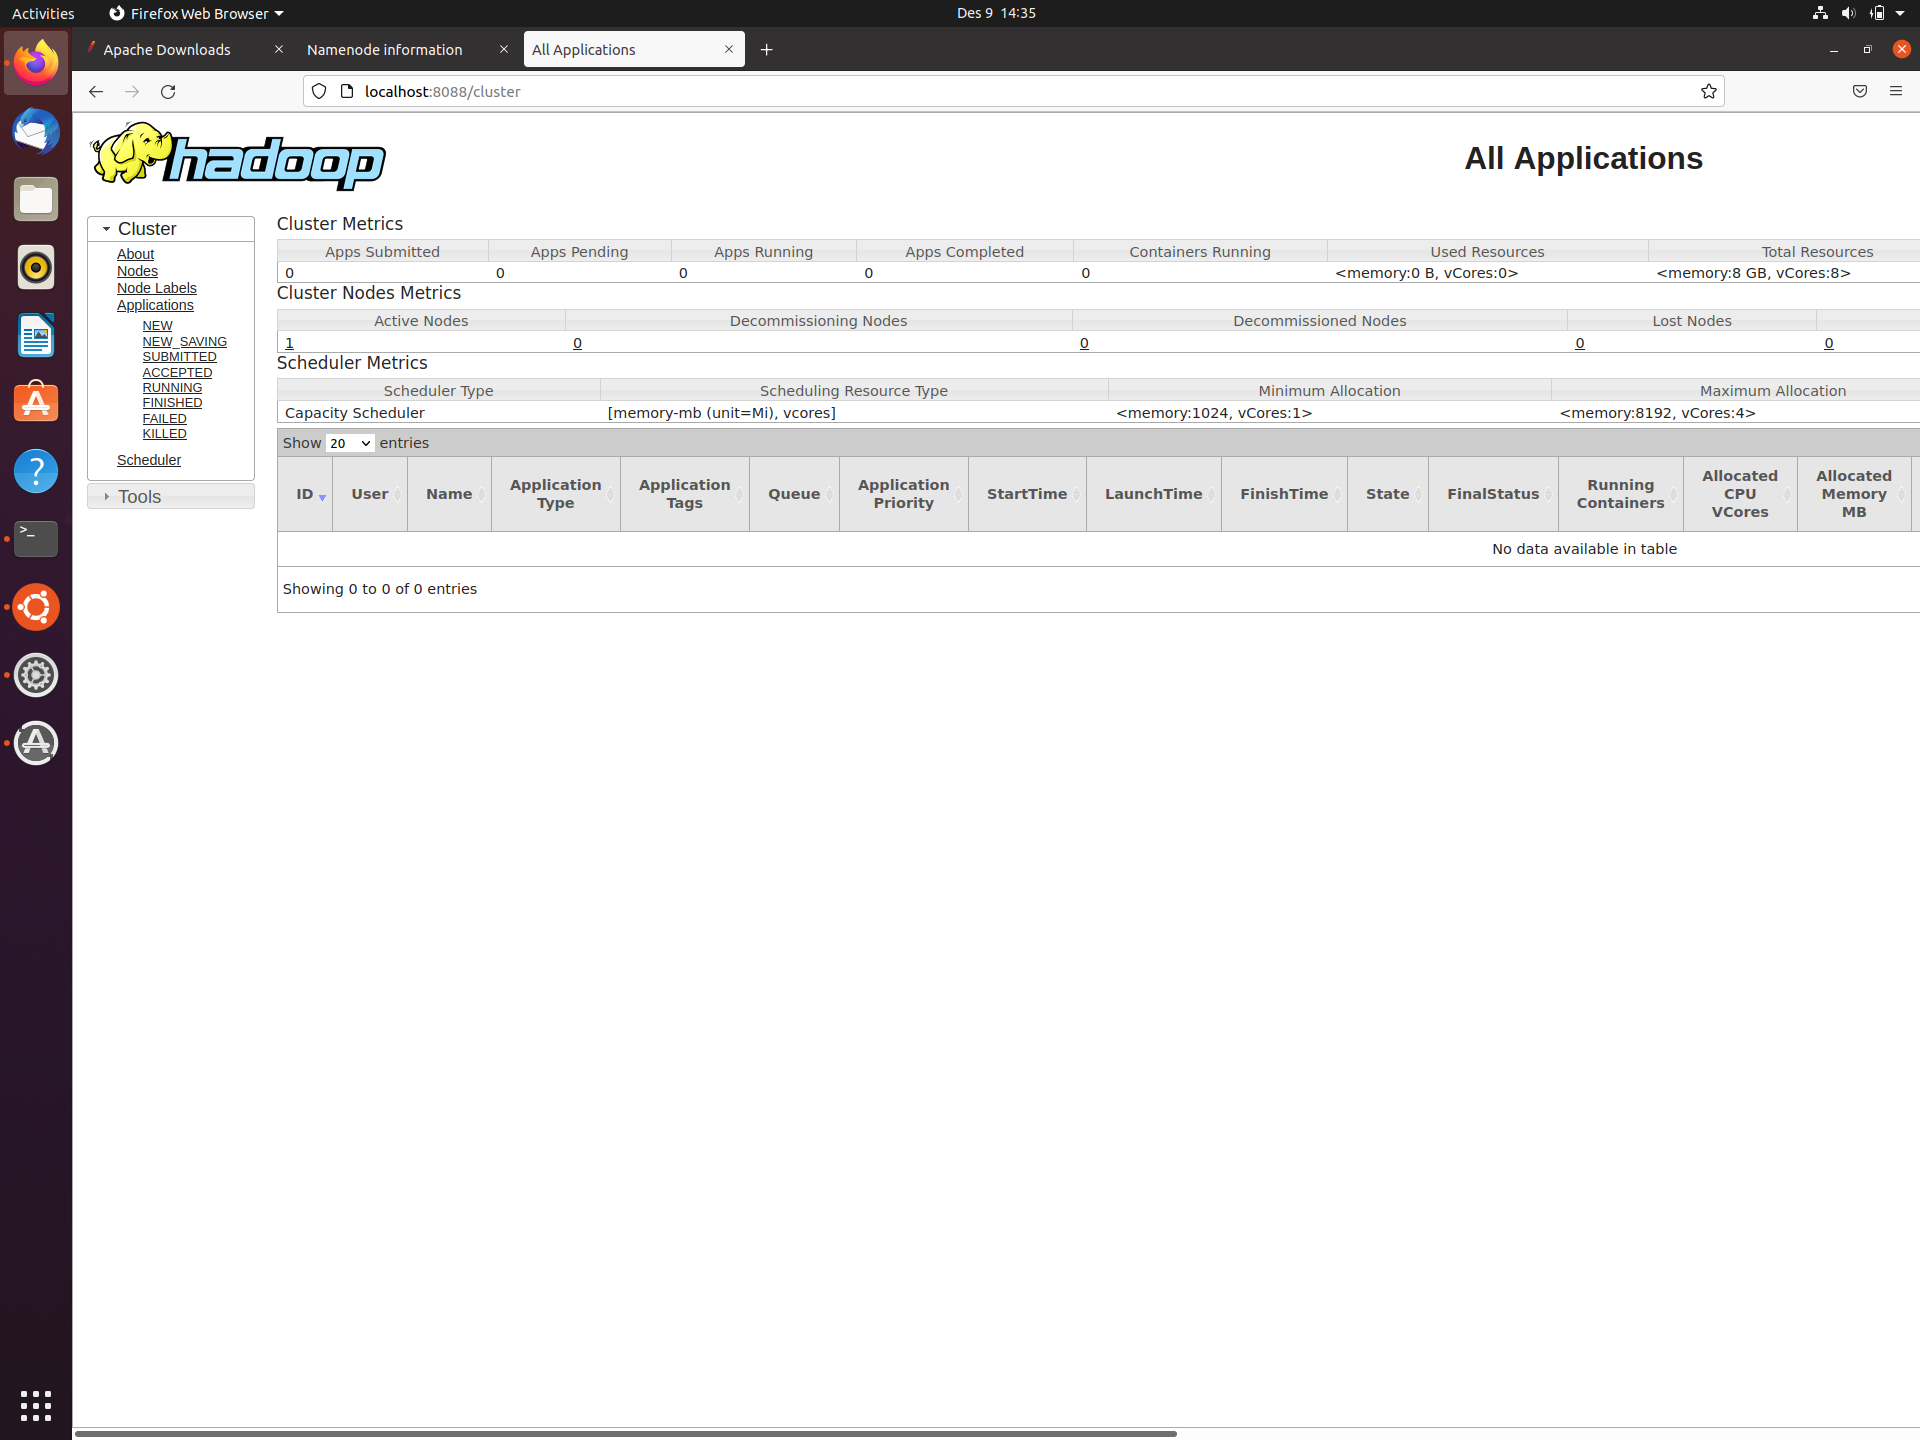 Activities Firefox Web Browser Des 9 14:35
Apache Downloads Namenode information All Applications
localhost:8088/cluster
hadoop
All Applications
Cluster
About
Nodes
Node Labels
Applications
NEW
NEW_SAVING
SUBMITTED
ACCEPTED
RUNNING
FINISHED
FAILED
KILLED
Scheduler
Tools
Cluster Metrics
Apps Submitted Apps Pending Apps Running Apps Completed Containers Running Used Resources Total Resources
0 0 0 0 0 <memory:0 B, vCores:0> <memory:8 GB, vCores:8>
Cluster Nodes Metrics
Active Nodes Decommissioning Nodes Decommissioned Nodes Lost Nodes
1 0 0 0 0
Scheduler Metrics
Scheduler Type Scheduling Resource Type Minimum Allocation Maximum Allocation
Capacity Scheduler [memory-mb (unit=Mi), vcores] <memory:1024, vCores:1> <memory:8192, vCores:4>
Show 20 entries
ID User Name Application Type Application Tags Queue Application Priority StartTime LaunchTime FinishTime State FinalStatus Running Containers Allocated CPU VCores Allocated Memory MB
No data available in table
Showing 0 to 0 of 0 entries